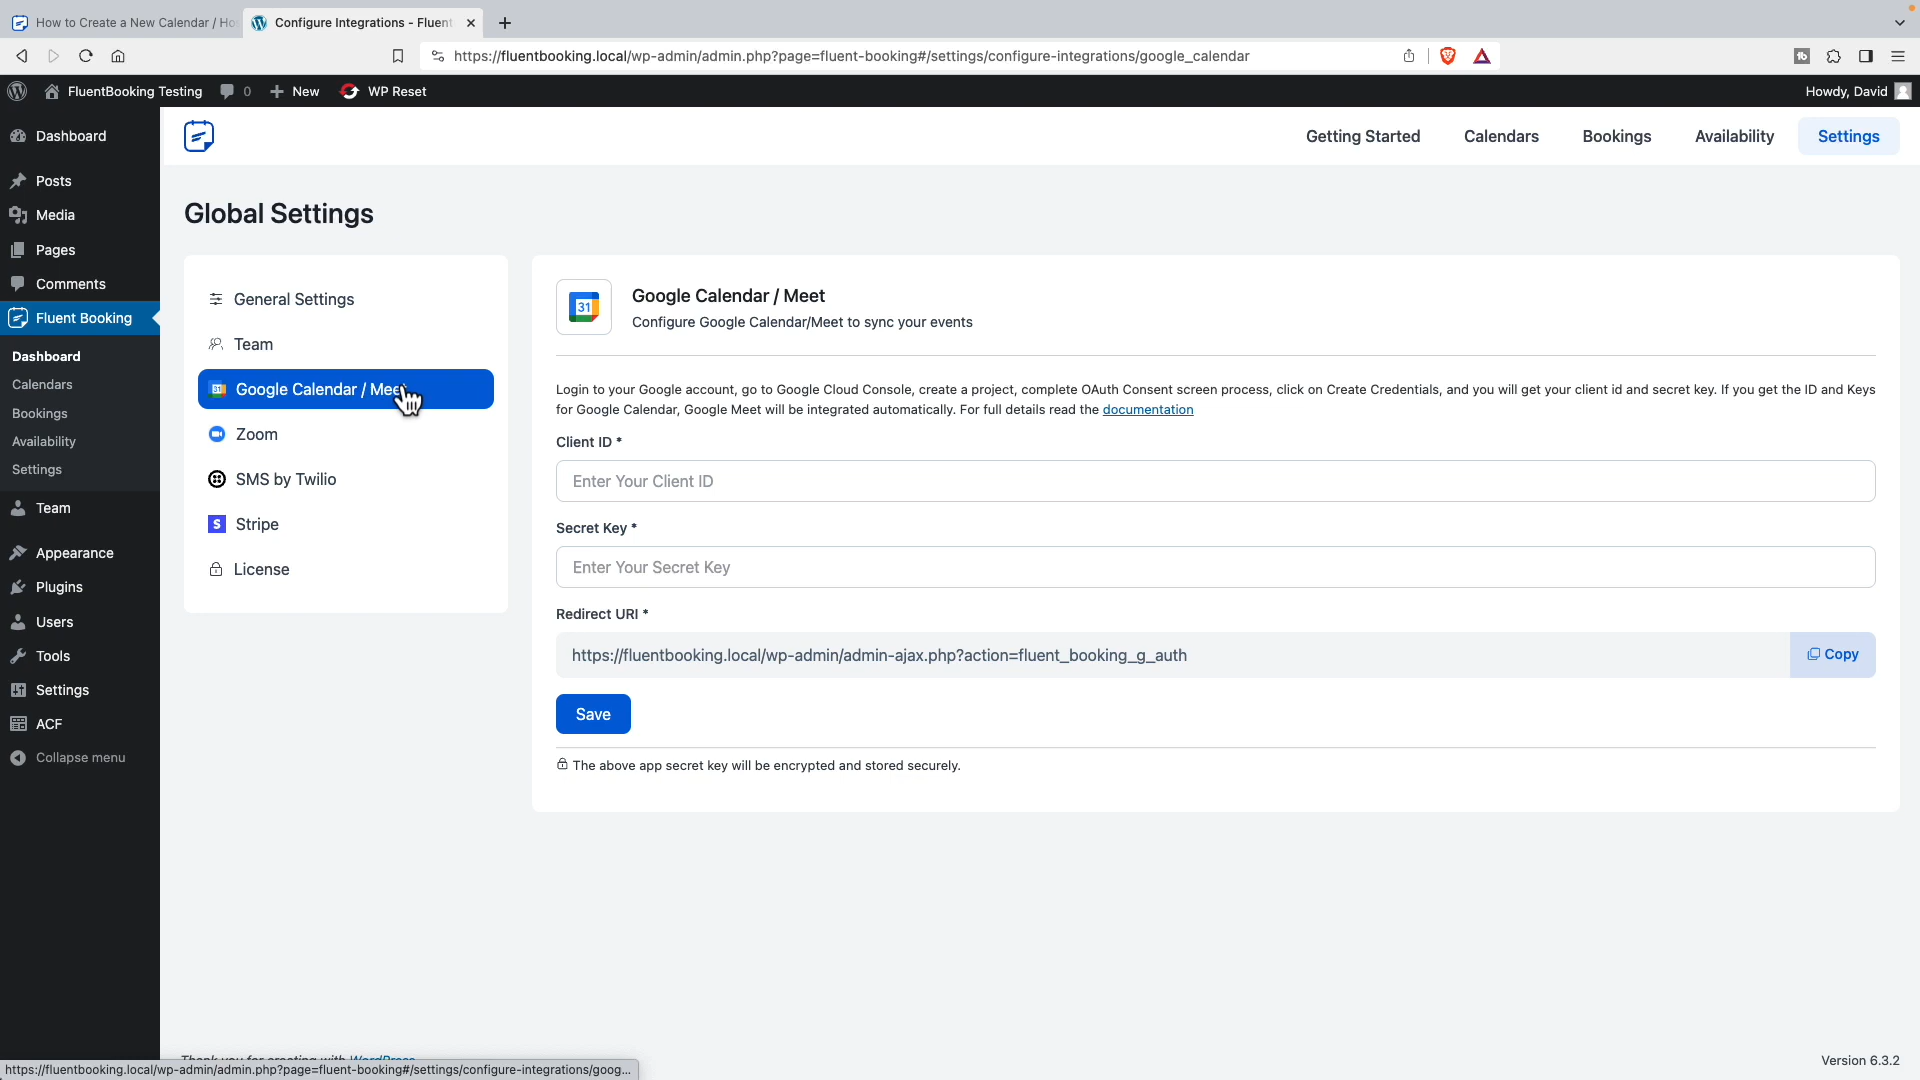 How to Create a New Calendar / Ho
Configure Integrations - Fluent
https://fluentbooking.local/wp-admin/admin.php?page=fluent-booking#/settings/configure-integrations/google_calendar
FluentBooking Testing
0
New
WP Reset
Howdy, David
Dashboard
Posts
Media
Pages
Comments
Fluent Booking
Dashboard
Calendars
Bookings
Availability
Settings
Team
Appearance
Plugins
Users
Tools
Settings
ACF
Collapse menu
Getting Started
Calendars
Bookings
Availability
Settings
Global Settings
General Settings
Team
31
Google Calendar / Meet
Zoom
SMS by Twilio
S
Stripe
License
31
Google Calendar / Meet
Configure Google Calendar/Meet to sync your events
Login to your Google account, go to Google Cloud Console, create a project, complete OAuth Consent screen process, click on Create Credentials, and you will get your client id and secret key. If you get the ID and Keys
for Google Calendar, Google Meet will be integrated automatically. For full details read the documentation
Client ID *
Enter Your Client ID
Secret Key *
Enter Your Secret Key
Redirect URI *
https://fluentbooking.local/wp-admin/admin-ajax.php?action=fluent_booking_g_auth
Copy
Save
The above app secret key will be encrypted and stored securely.
Thank you for creating with WordPress
Version 6.3.2
https://fluentbooking.local/wp-admin/admin.php?page=fluent-booking#/settings/configure-integrations/goog...